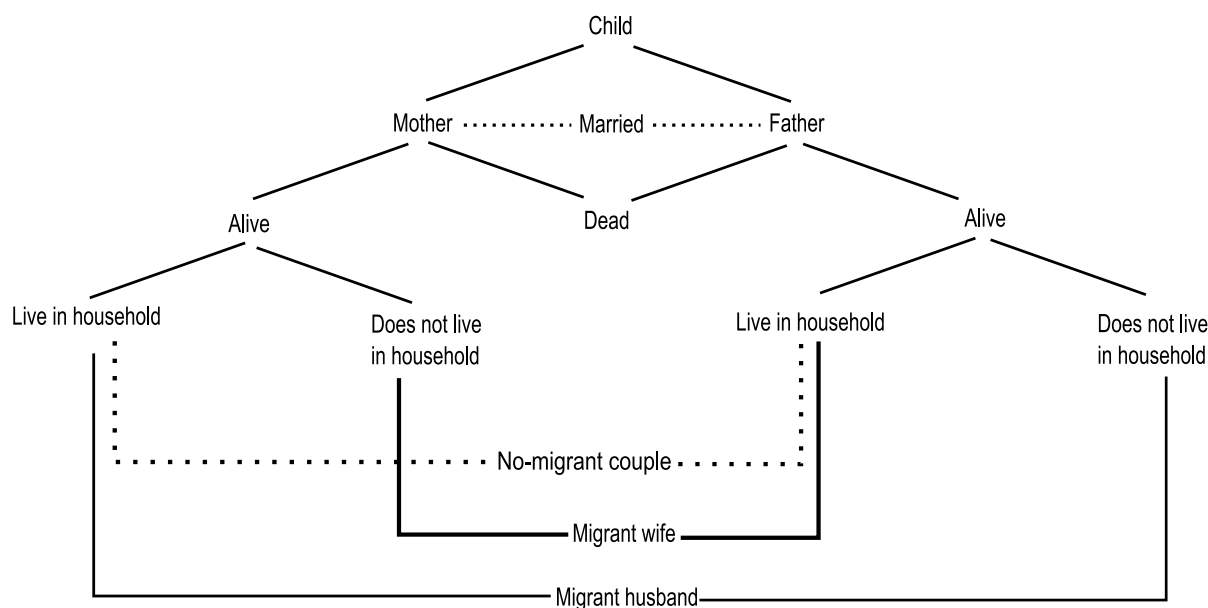 Child
Mother
Married
Father
Alive
Dead
Alive
Live in household
Does not live
in household
Live in household
Does not live
in household
No-migrant couple
Migrant wife
Migrant husband